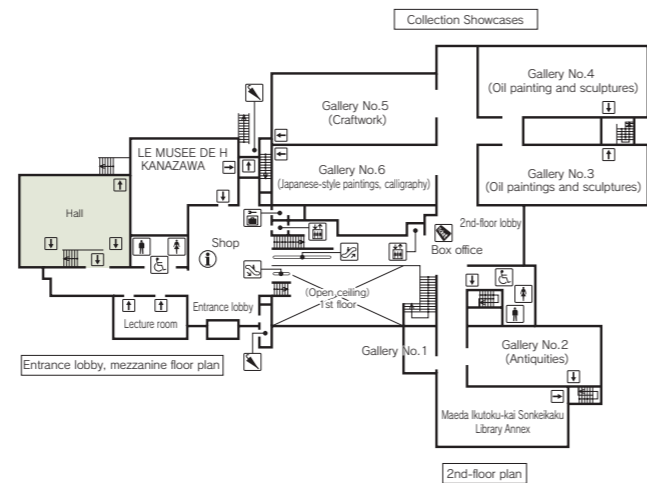 Collection Showcases
Gallery No.4
(Oil painting and sculptures)
Gallery No.5
(Craftwork)
LE MUSEE DE H
KANAZAWA
Gallery No.6
(Japanese-style paintings, calligraphy)
Gallery No.3
(Oil paintings and sculptures)
Hall
Shop
2nd-floor lobby
Box office
(Open ceiling)
1st floor
Entrance lobby
Lecture room
Gallery No.1
Gallery No.2
(Antiquities)
Entrance lobby, mezzanine floor plan
Maeda Ikutoku-kai Sonkeikaku
Library Annex
2nd-floor plan